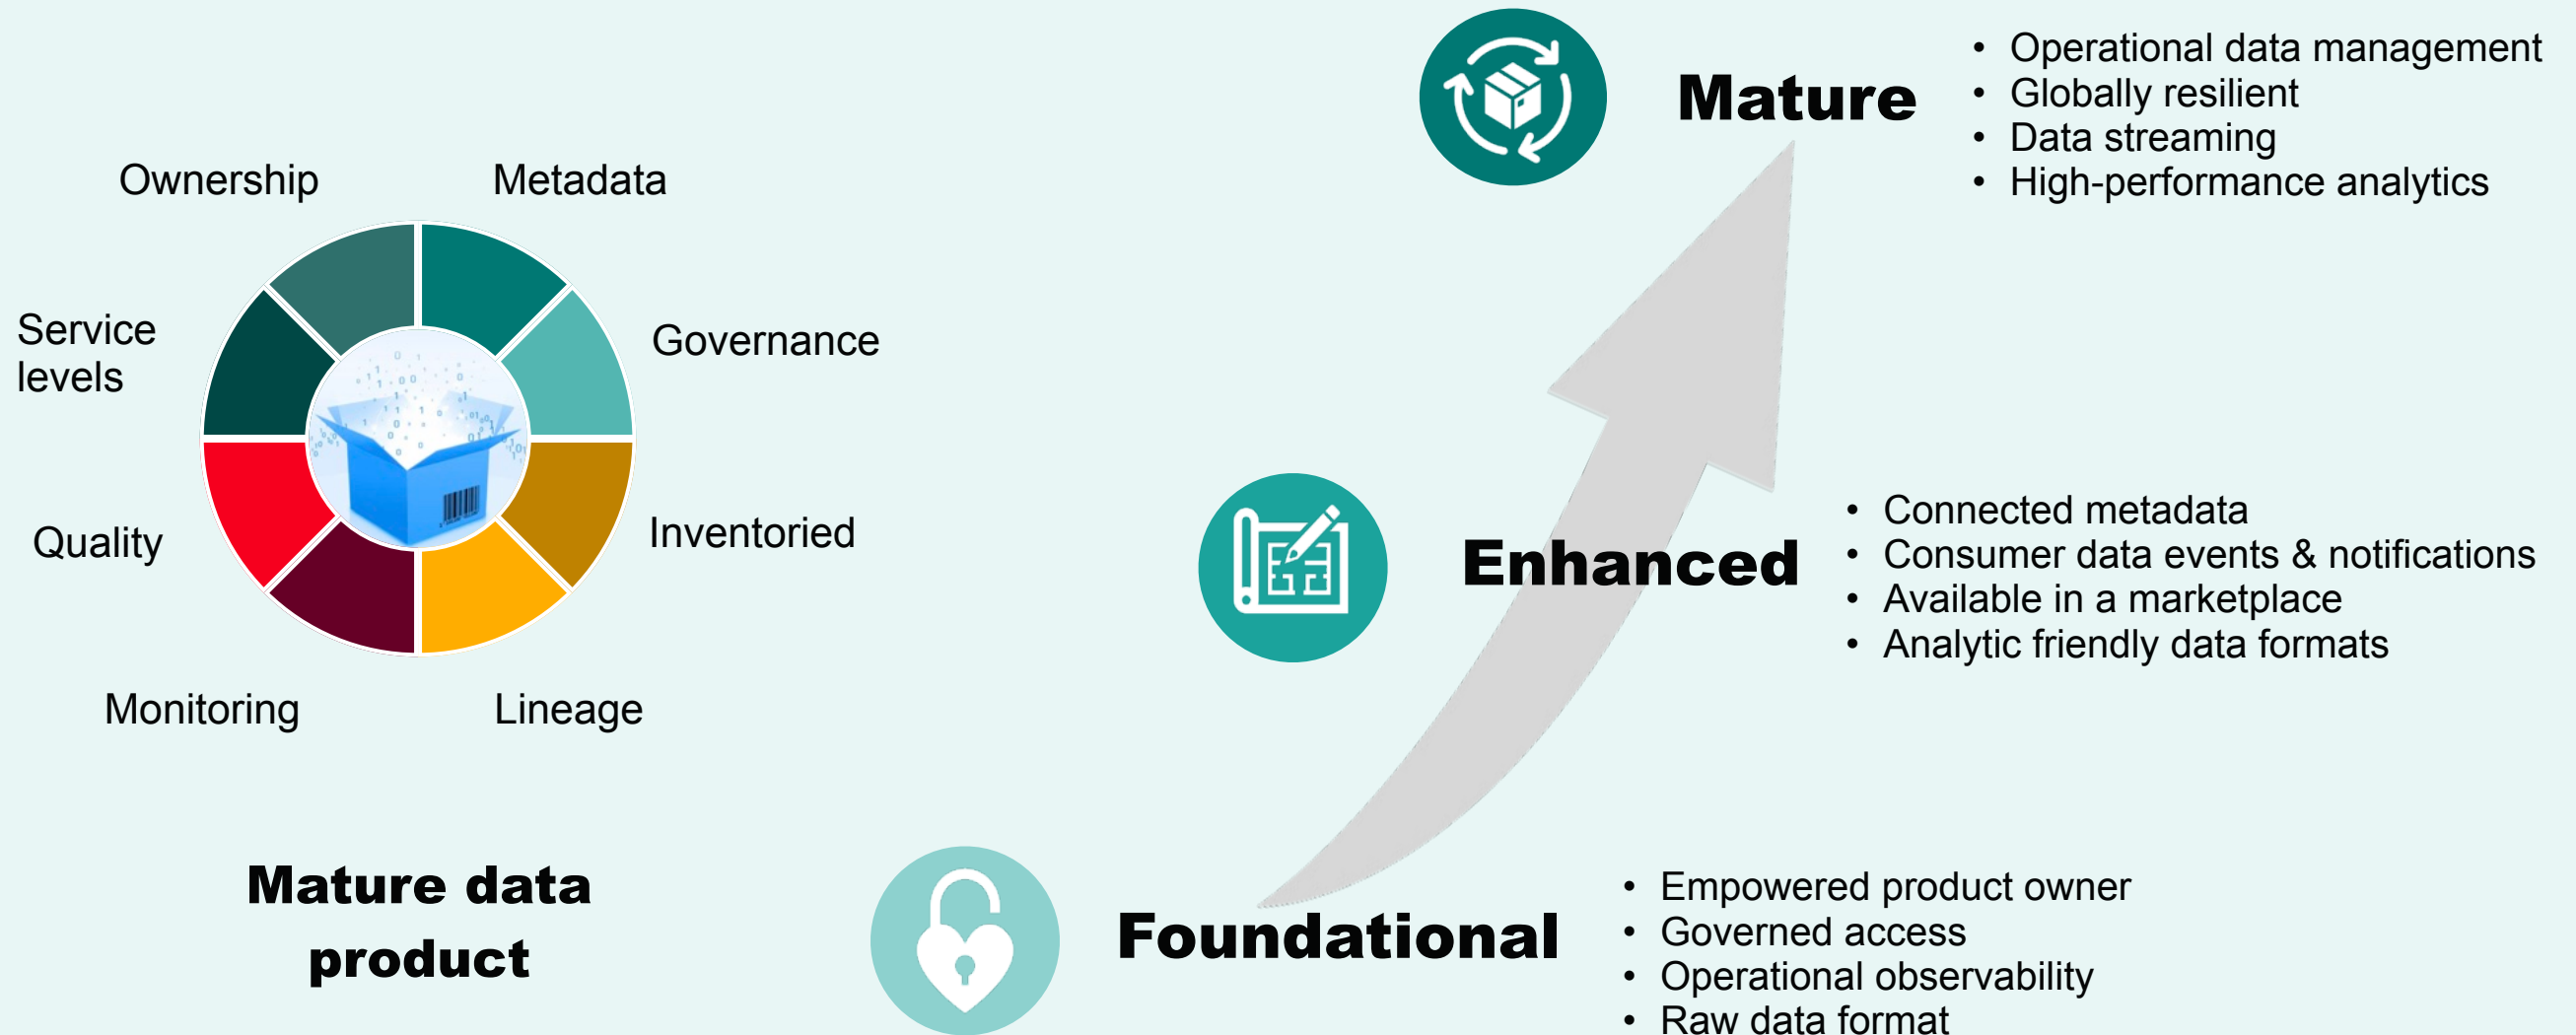 Ownership
Metadata
Service
levels
Governance
Quality
Inventoried
Monitoring
Lineage
Mature data
product
Mature
• Operational data management
• Globally resilient
• Data streaming
• High-performance analytics
Enhanced
• Connected metadata
• Consumer data events & notifications
• Available in a marketplace
• Analytic friendly data formats
Foundational
• Empowered product owner
• Governed access
• Operational observability
• Raw data format